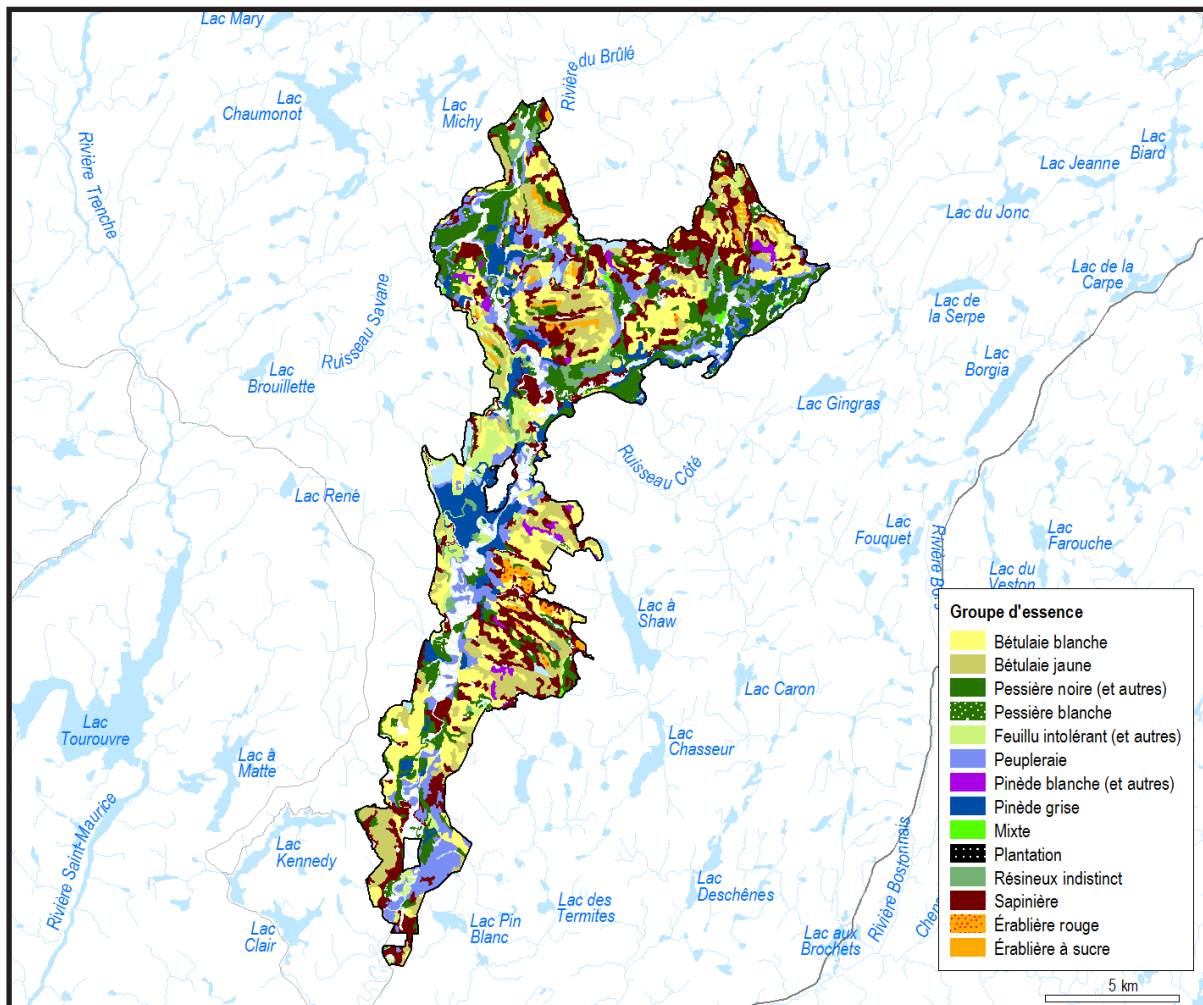 Lac Mary
Rivière du Brûlé
Lac
Chaumonot
Lac
Michy
Rivière Trenche
Lac
Biard
Lac Jeanne
Lac du Jonc
Lac de la
Carpe
Lac de
la Serpe
Ruisseau Savane
Lac
Brouillette
Lac
Borgia
Lac Gingras
Ruisseau Côté
Lac René
Lac
Fouquet
Lac
Farouche
Lac du
Veston
Rivière Bos
Lac à
Shaw
Lac Caron
Lac
Tourouvre
Lac à
Matte
Lac
Chasseur
Rivière Saint-Maurice
Lac
Kennedy
Lac
Deschênes
Lac des
Termites
Lac Pin
Blanc
Lac
Clair
Lac aux
Brochets
Rivière Bostonnais
Groupe d'essence
Bétulaie blanche
Bétulaie jaune
Pessière noire (et autres)
Pessière blanche
Feuillu intolérant (et autres)
Peupleraie
Pinède blanche (et autres)
Pinède grise
Mixte
Plantation
Résineux indistinct
Sapinière
Érablière rouge
Érablière à sucre
5 km